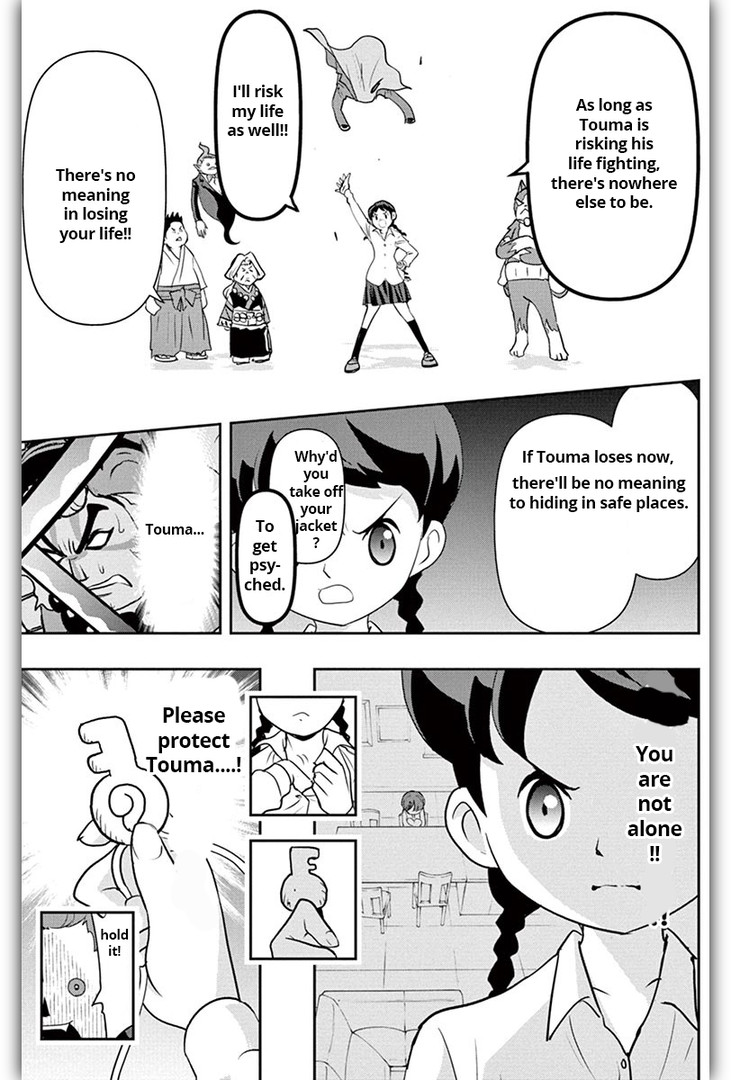 As long as
Touma is
risking his
life fighting,
there's nowhere
else to be.
I'll risk
my life
as well!!
There's no
meaning
in losing
your life!!
If Touma loses now,
there'll be no meaning
to hiding in safe places.
Why'd
you
take off
your
jacket
?
To
get
psy-
ched.
Touma...
You
are
not
alone
!!
Please
protect
Touma....!
hold
it!